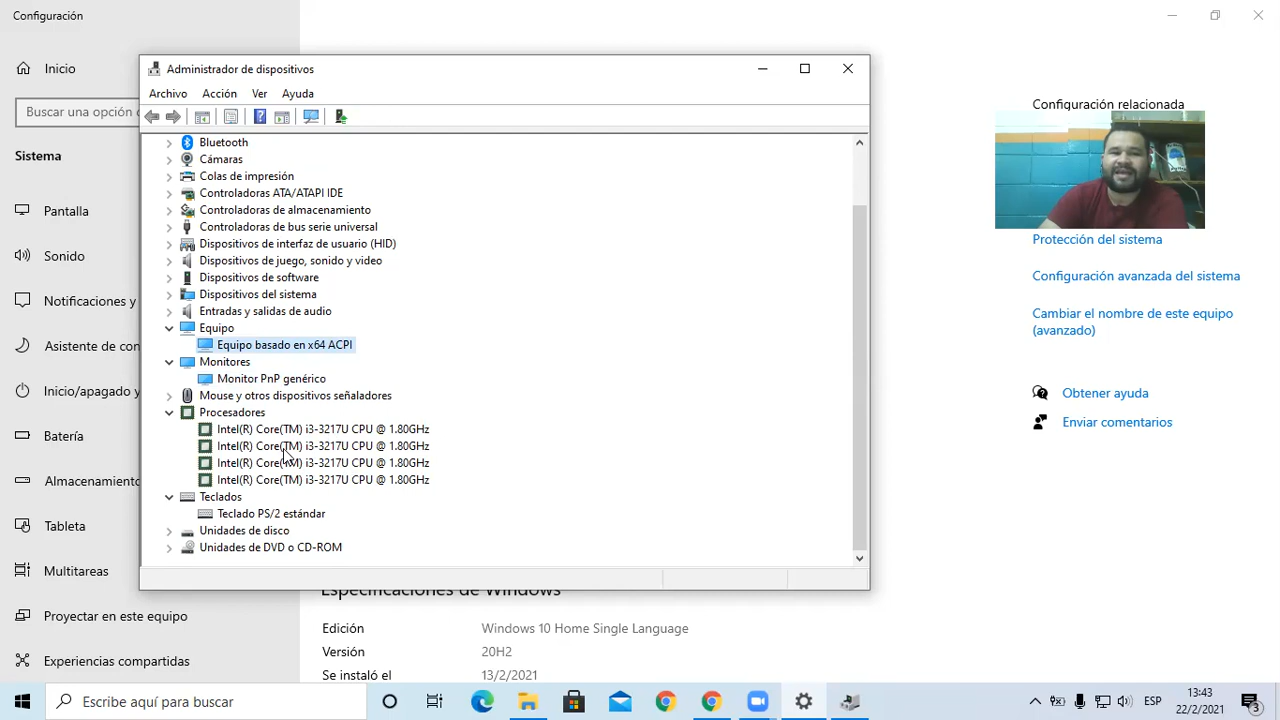 Configuración
Inicio
Buscar una opción d
Sistema
Pantalla
Sonido
Notificaciones y
Asistente de con
Inicio/apagado y
Batería
Almacenamiento
Tableta
Multitareas
Proyectar en este equipo
Experiencias compartidas
Administrador de dispositivos
Archivo Acción Ver Ayuda
Bluetooth
Cámaras
Colas de impresión
Controladoras ATA/ATAPI IDE
Controladoras de almacenamiento
Controladoras de bus serie universal
Dispositivos de interfaz de usuario (HID)
Dispositivos de juego, sonido y video
Dispositivos de software
Dispositivos del sistema
Entradas y salidas de audio
Equipo
Equipo basado en x64 ACPI
Monitores
Monitor PnP genérico
Mouse y otros dispositivos señaladores
Procesadores
Intel(R) Core(TM) i3-3217U CPU @ 1.80GHz
Intel(R) Core(TM) i3-3217U CPU @ 1.80GHz
Intel(R) Core(TM) i3-3217U CPU @ 1.80GHz
Intel(R) Core(TM) i3-3217U CPU @ 1.80GHz
Teclados
Teclado PS/2 estándar
Unidades de disco
Unidades de DVD o CD-ROM
Especificaciones de Windows
Edición Windows 10 Home Single Language
Versión 20H2
Se instaló el 13/2/2021
Configuración relacionada
Protección del sistema
Configuración avanzada del sistema
Cambiar el nombre de este equipo
(avanzado)
Obtener ayuda
Enviar comentarios
Escribe aquí para buscar
ESP
13:43
22/2/2021
3